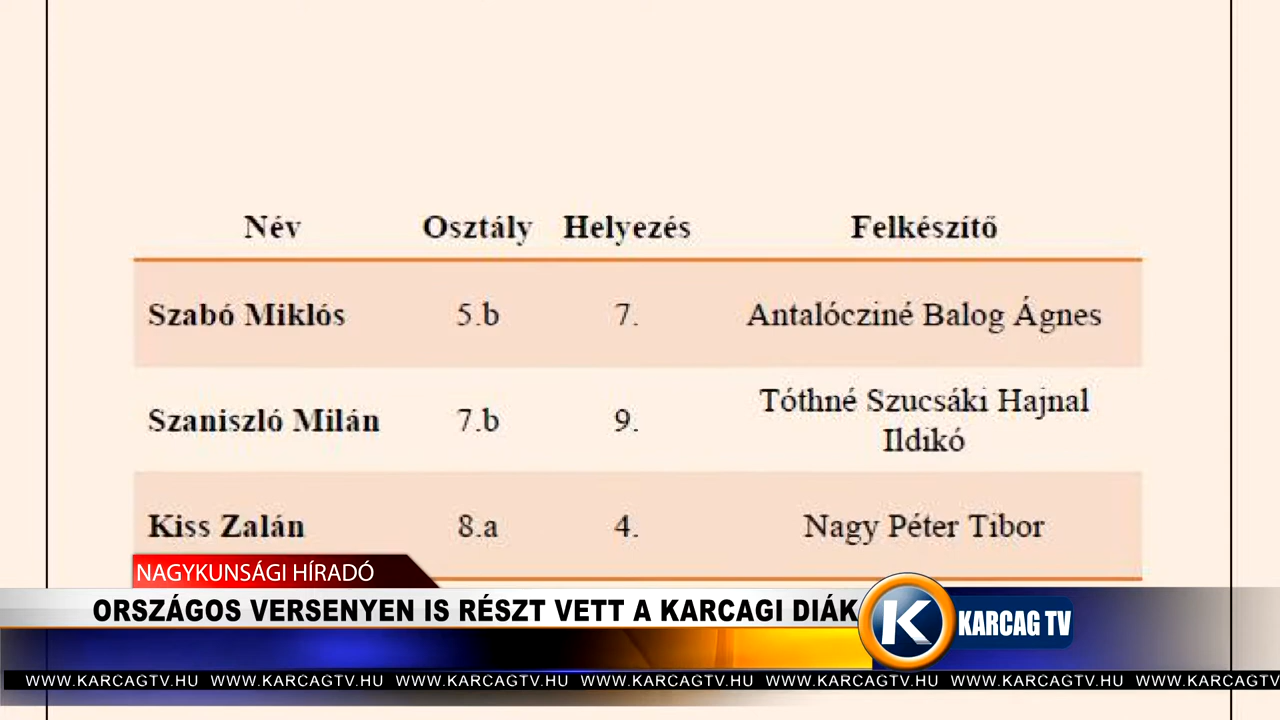 Név Osztály Helyezés Felkészítő
Szabó Miklós 5.b 7. Antalócziné Balog Ágnes
Szaniszló Milán 7.b 9. Tóthné Szucsáki Hajnal
Ildikó
Kiss Zalán 8.a 4. Nagy Péter Tibor
NAGYKUNSÁGI HÍRADÓ
ORSZÁGOS VERSENYEN IS RÉSZT VETT A KARCAGI DIÁK
K KARCAG TV
WWW.KARCAGTV.HU WWW.KARCAGTV.HU WWW.KARCAGTV.HU WWW.KARCAGTV.HU WWW.KARCAGTV.HU WWW.KARCAGTV.HU WWW.KARCAGTV